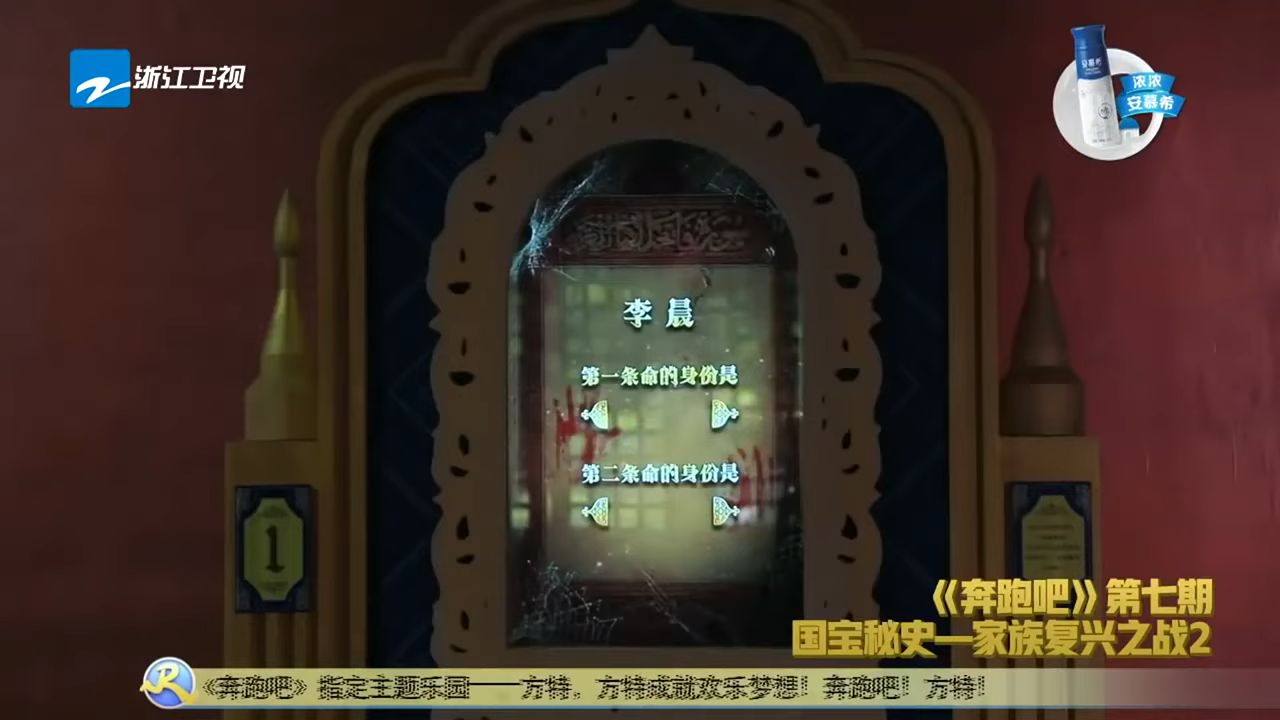 浙江卫视
安慕希
浓浓
安慕希
李晨
第一条命的身份是
第二条命的身份是
1
《奔跑吧》第七期
国宝秘史—家族复兴之战2
R
《奔跑吧》指定主题乐园——方特，方特成就欢乐梦想！奔跑吧！方特！